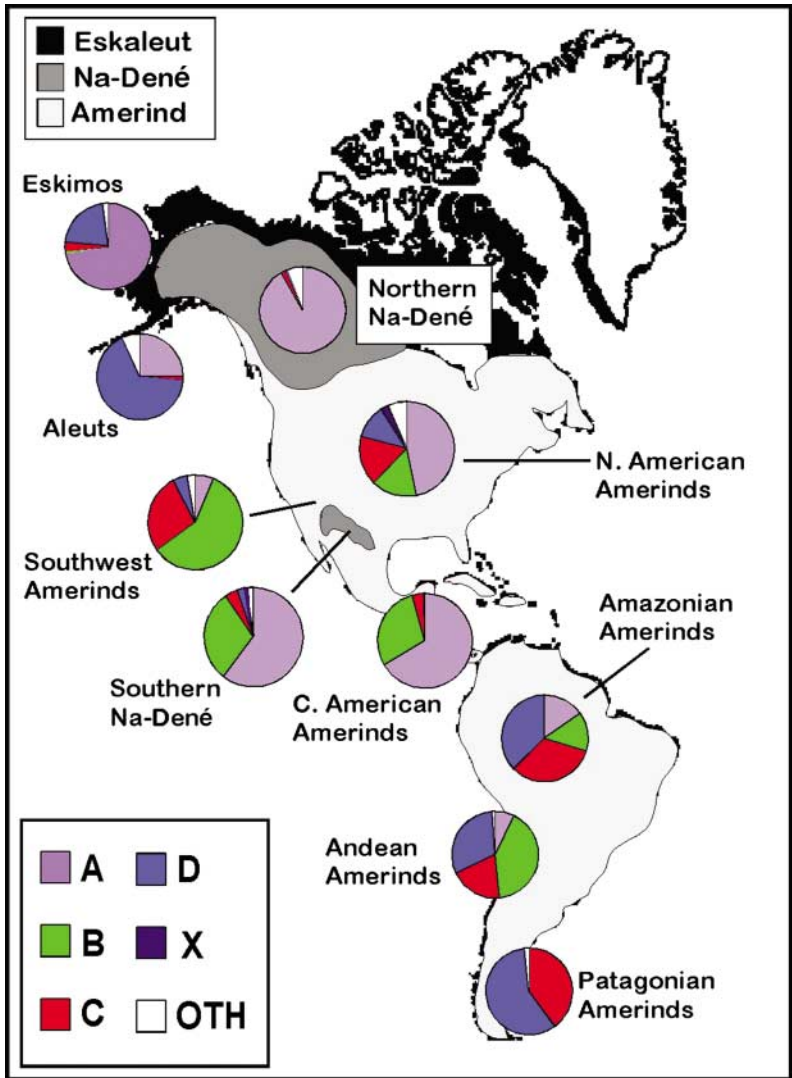 Eskaleut
Na-Dené
Amerind
Eskimos
Northern
Na-Dené
Aleuts
N. American
Amerinds
Southwest
Amerinds
Amazonian
Amerinds
Southern
Na-Dené
C. American
Amerinds
Andean
Amerinds
Patagonian
Amerinds
A
D
B
X
C
OTH